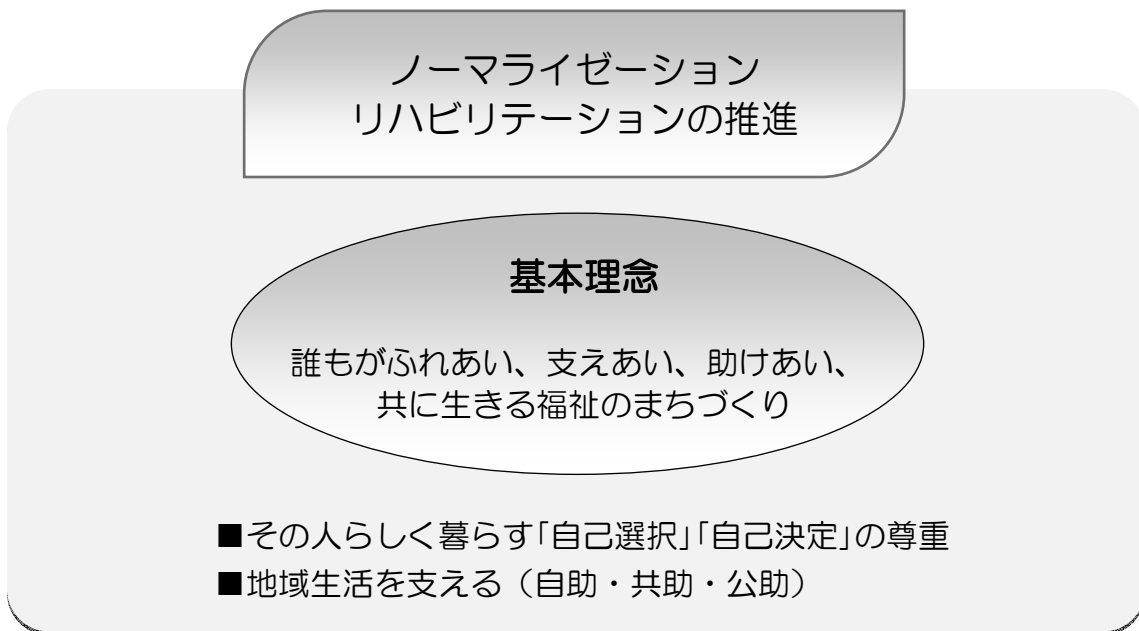 ノーマライゼーション
リハビリテーションの推進
基本理念
誰もがふれあい、支えあい、助けあい、
共に生きる福祉のまちづくり
■その人らしく暮らす｢自己選択｣｢自己決定｣の尊重
■地域生活を支える（自助・共助・公助）